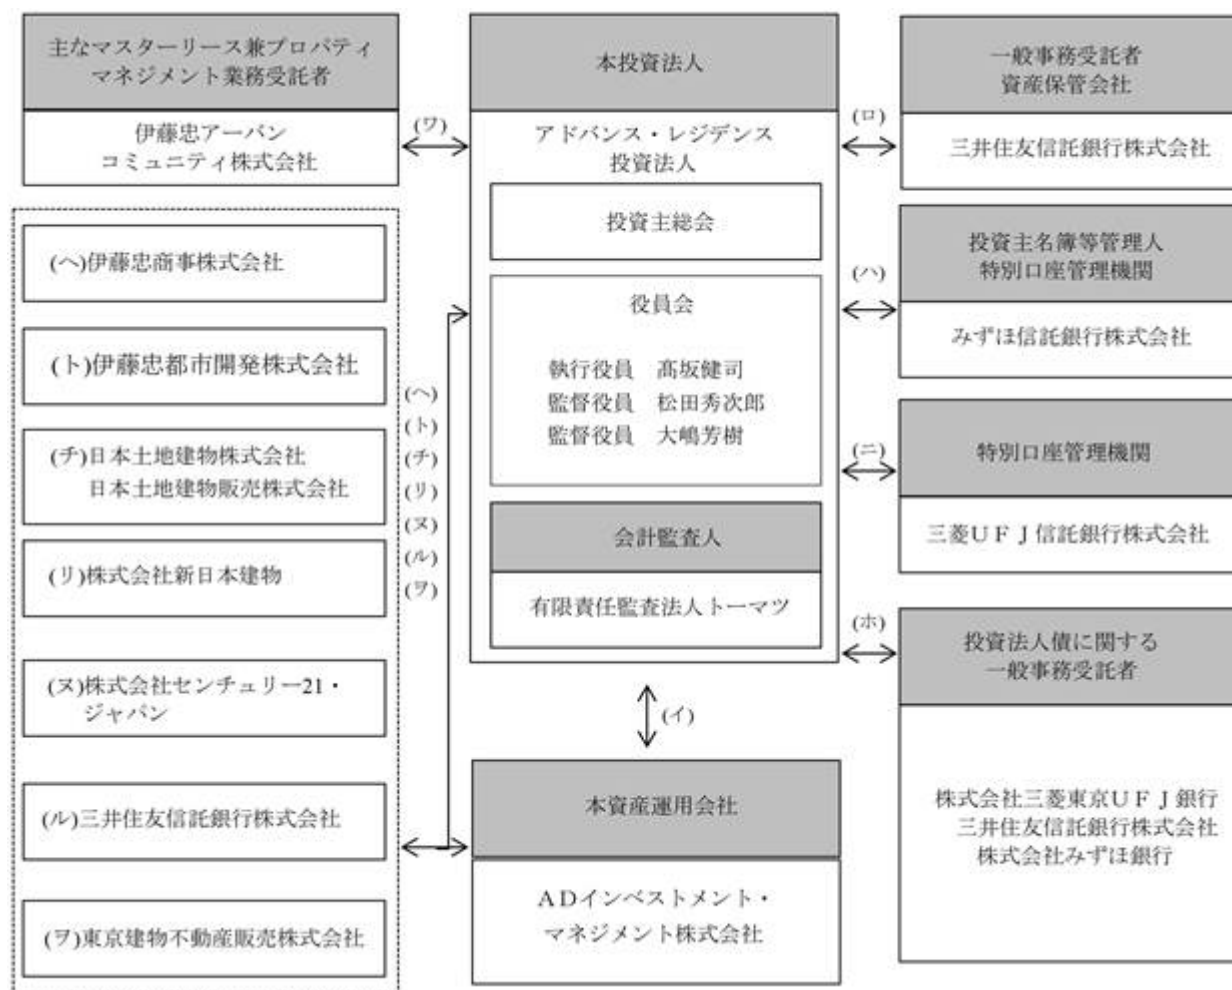 主なマスターリース兼プロパティ
マネジメント業務受託者
伊藤忠アーバン
コミュニティ株式会社
(ワ)
本投資法人
アドバンス・レジデンス
投資法人
投資主総会
役員会
執行役員 髙坂健司
監督役員 松田秀次郎
監督役員 大嶋芳樹
会計監査人
有限責任監査法人トーマツ
(イ)
本資産運用会社
ADインベストメント・
マネジメント株式会社
(ロ)
一般事務受託者
資産保管会社
三井住友信託銀行株式会社
(ハ)
投資主名簿等管理人
特別口座管理機関
みずほ信託銀行株式会社
(ニ)
特別口座管理機関
三菱UFJ信託銀行株式会社
(ホ)
投資法人債に関する
一般事務受託者
株式会社三菱東京UFJ銀行
三井住友信託銀行株式会社
株式会社みずほ銀行
(ヘ)伊藤忠商事株式会社
(ト)伊藤忠都市開発株式会社
(チ)日本土地建物株式会社
日本土地建物販売株式会社
(リ)株式会社新日本建物
(ヌ)株式会社センチュリー21・
ジャパン
(ル)三井住友信託銀行株式会社
(ヲ)東京建物不動産販売株式会社
(ヘ)
(ト)
(チ)
(リ)
(ヌ)
(ル)
(ヲ)